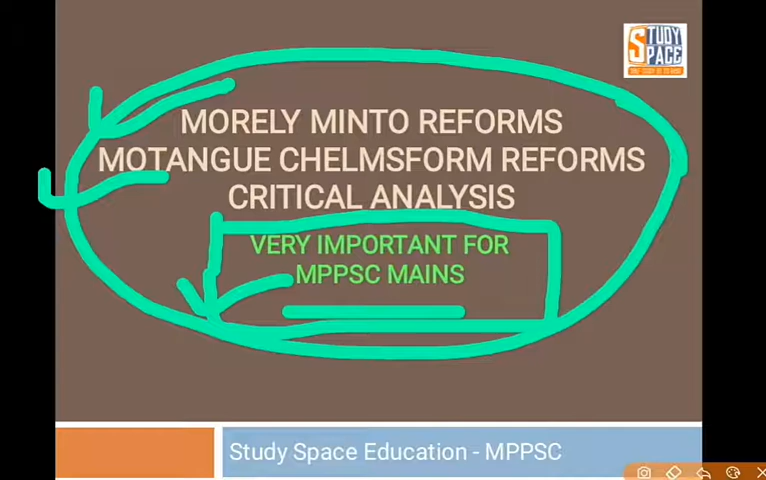 STUDY
SPACE
MORELY MINTO REFORMS
MOTANGUE CHELMSFORM REFORMS
CRITICAL ANALYSIS
VERY IMPORTANT FOR
MPPSC MAINS
Study Space Education - MPPSC